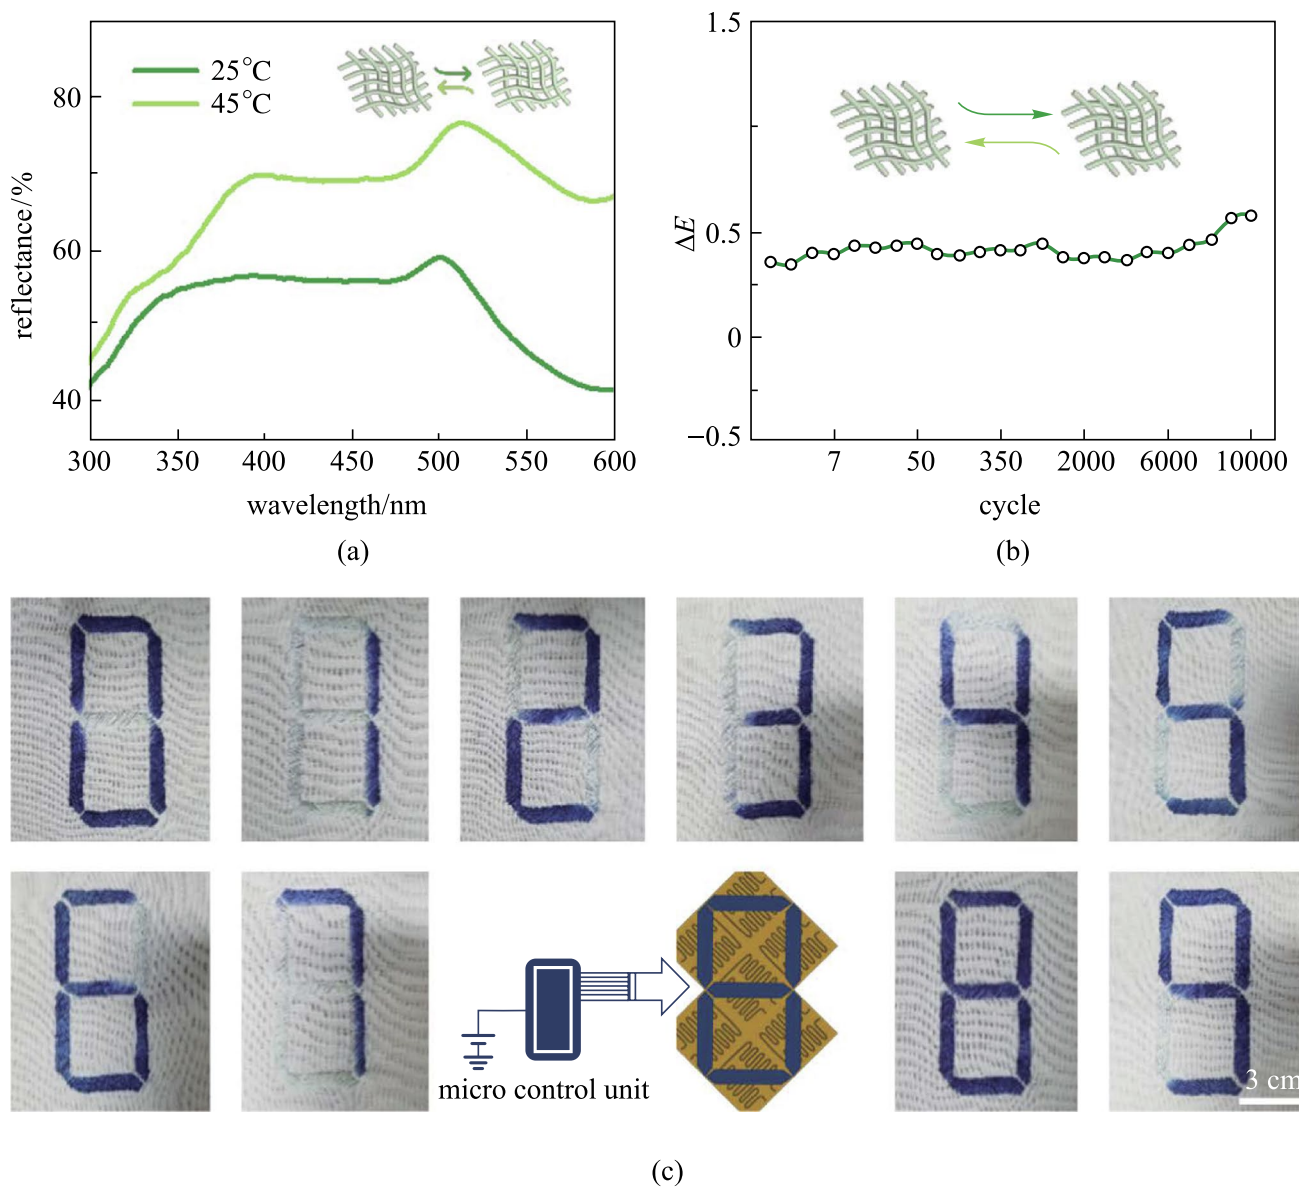 25°C
45°C
80
60
40
reflectance/%
300 350 400 450 500 550 600
wavelength/nm
(a)
1.5
0.5
0
−0.5
ΔE
7 50 350 2000 6000 10000
cycle
(b)
micro control unit
3 cm
(c)